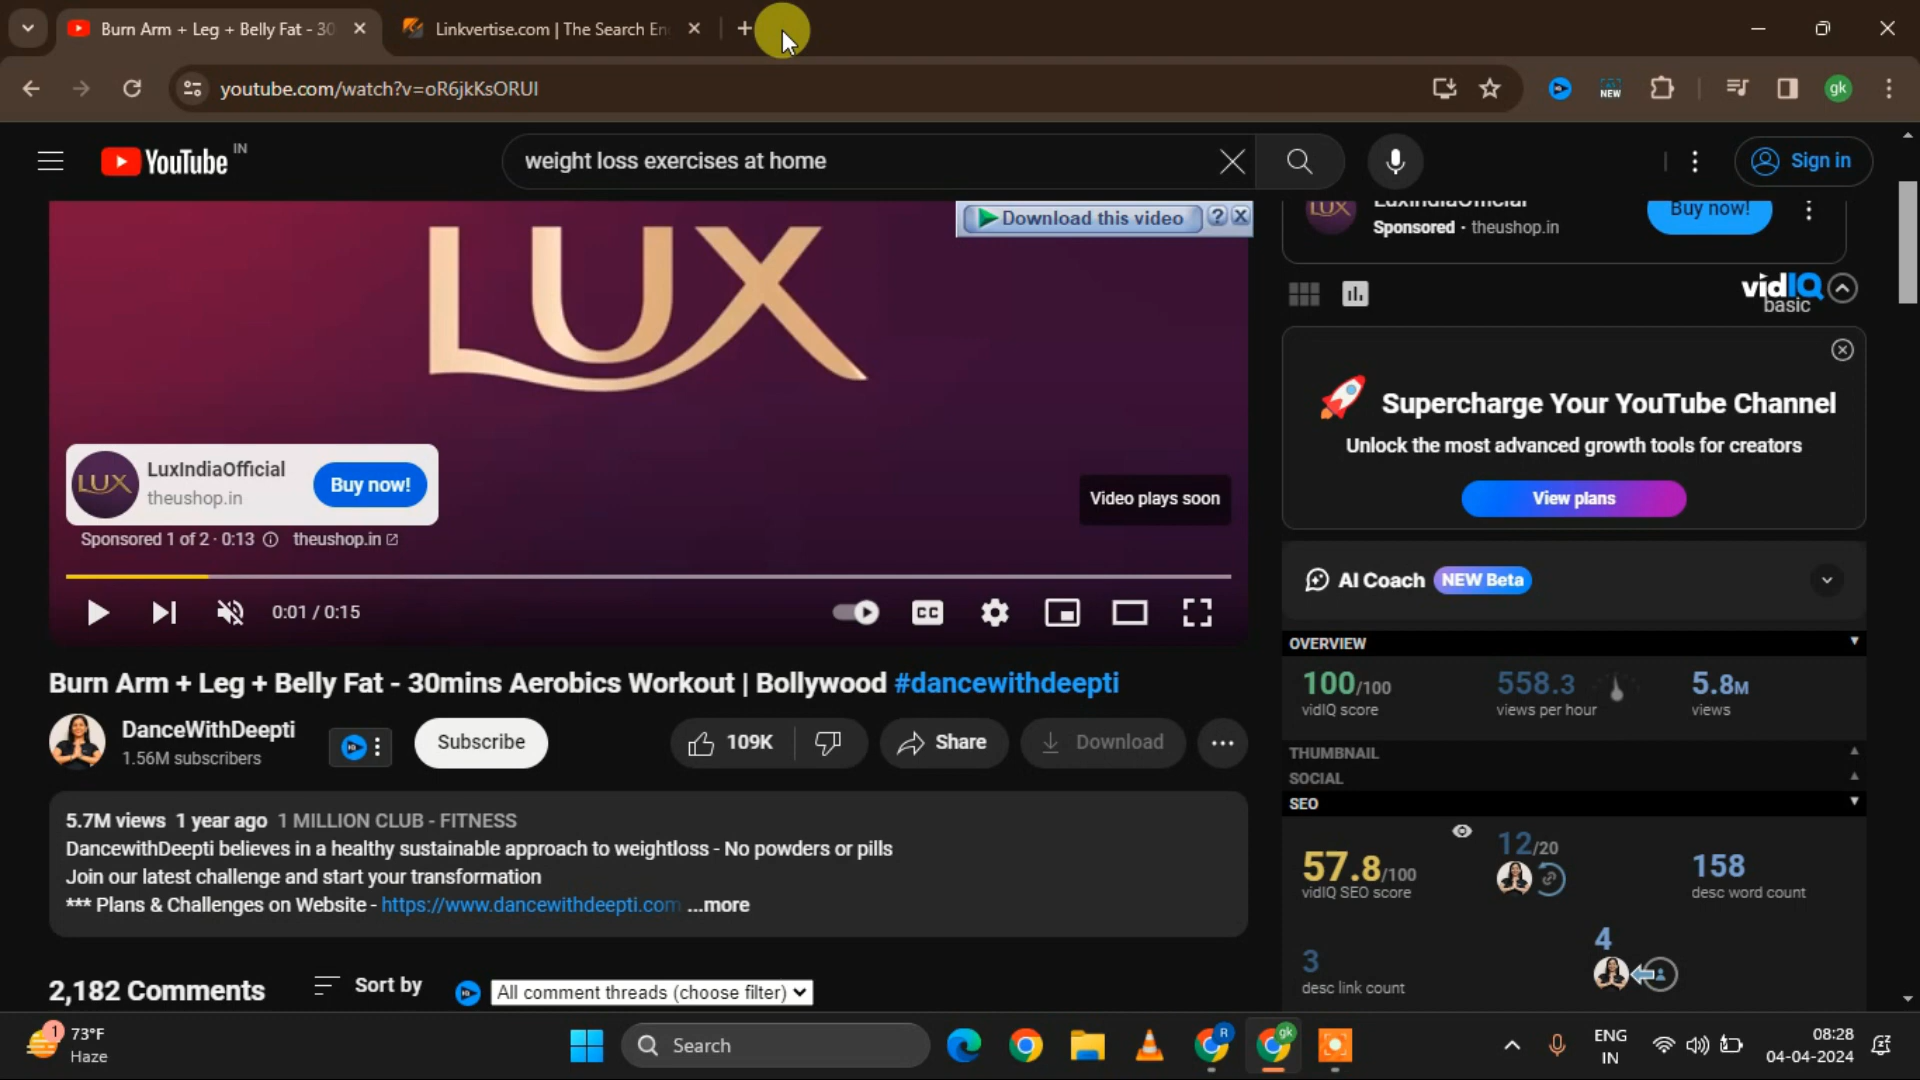 Burn Arm + Leg + Belly Fat - 30
Linkvertise.com | The Search En
youtube.com/watch?v=oR6jkKsORUI
NEW
gk
YouTube IN
weight loss exercises at home
Sign in
LUX
Download this video ? X
LUX
LuxIndiaOfficial
Sponsored · theushop.in
Buy now!
vidIQ
basic
Supercharge Your YouTube Channel
Unlock the most advanced growth tools for creators
View plans
LUX
LuxIndiaOfficial
theushop.in
Buy now!
Video plays soon
Sponsored 1 of 2 · 0:13 theushop.in
0:01 / 0:15
CC
AI Coach NEW Beta
OVERVIEW
100/100
vidIQ score
558.3
views per hour
5.8M
views
THUMBNAIL
SOCIAL
SEO
57.8/100
vidIQ SEO score
12/20
158
desc word count
3
desc link count
4
Burn Arm + Leg + Belly Fat - 30mins Aerobics Workout | Bollywood #dancewithdeepti
DanceWithDeepti
1.56M subscribers
Subscribe
109K
Share
Download
5.7M views 1 year ago 1 MILLION CLUB - FITNESS
DancewithDeepti believes in a healthy sustainable approach to weightloss - No powders or pills
Join our latest challenge and start your transformation
*** Plans & Challenges on Website - https://www.dancewithdeepti.com ...more
2,182 Comments
Sort by
All comment threads (choose filter)
1
73°F
Haze
Search
R
gk
ENG
IN
08:28
04-04-2024